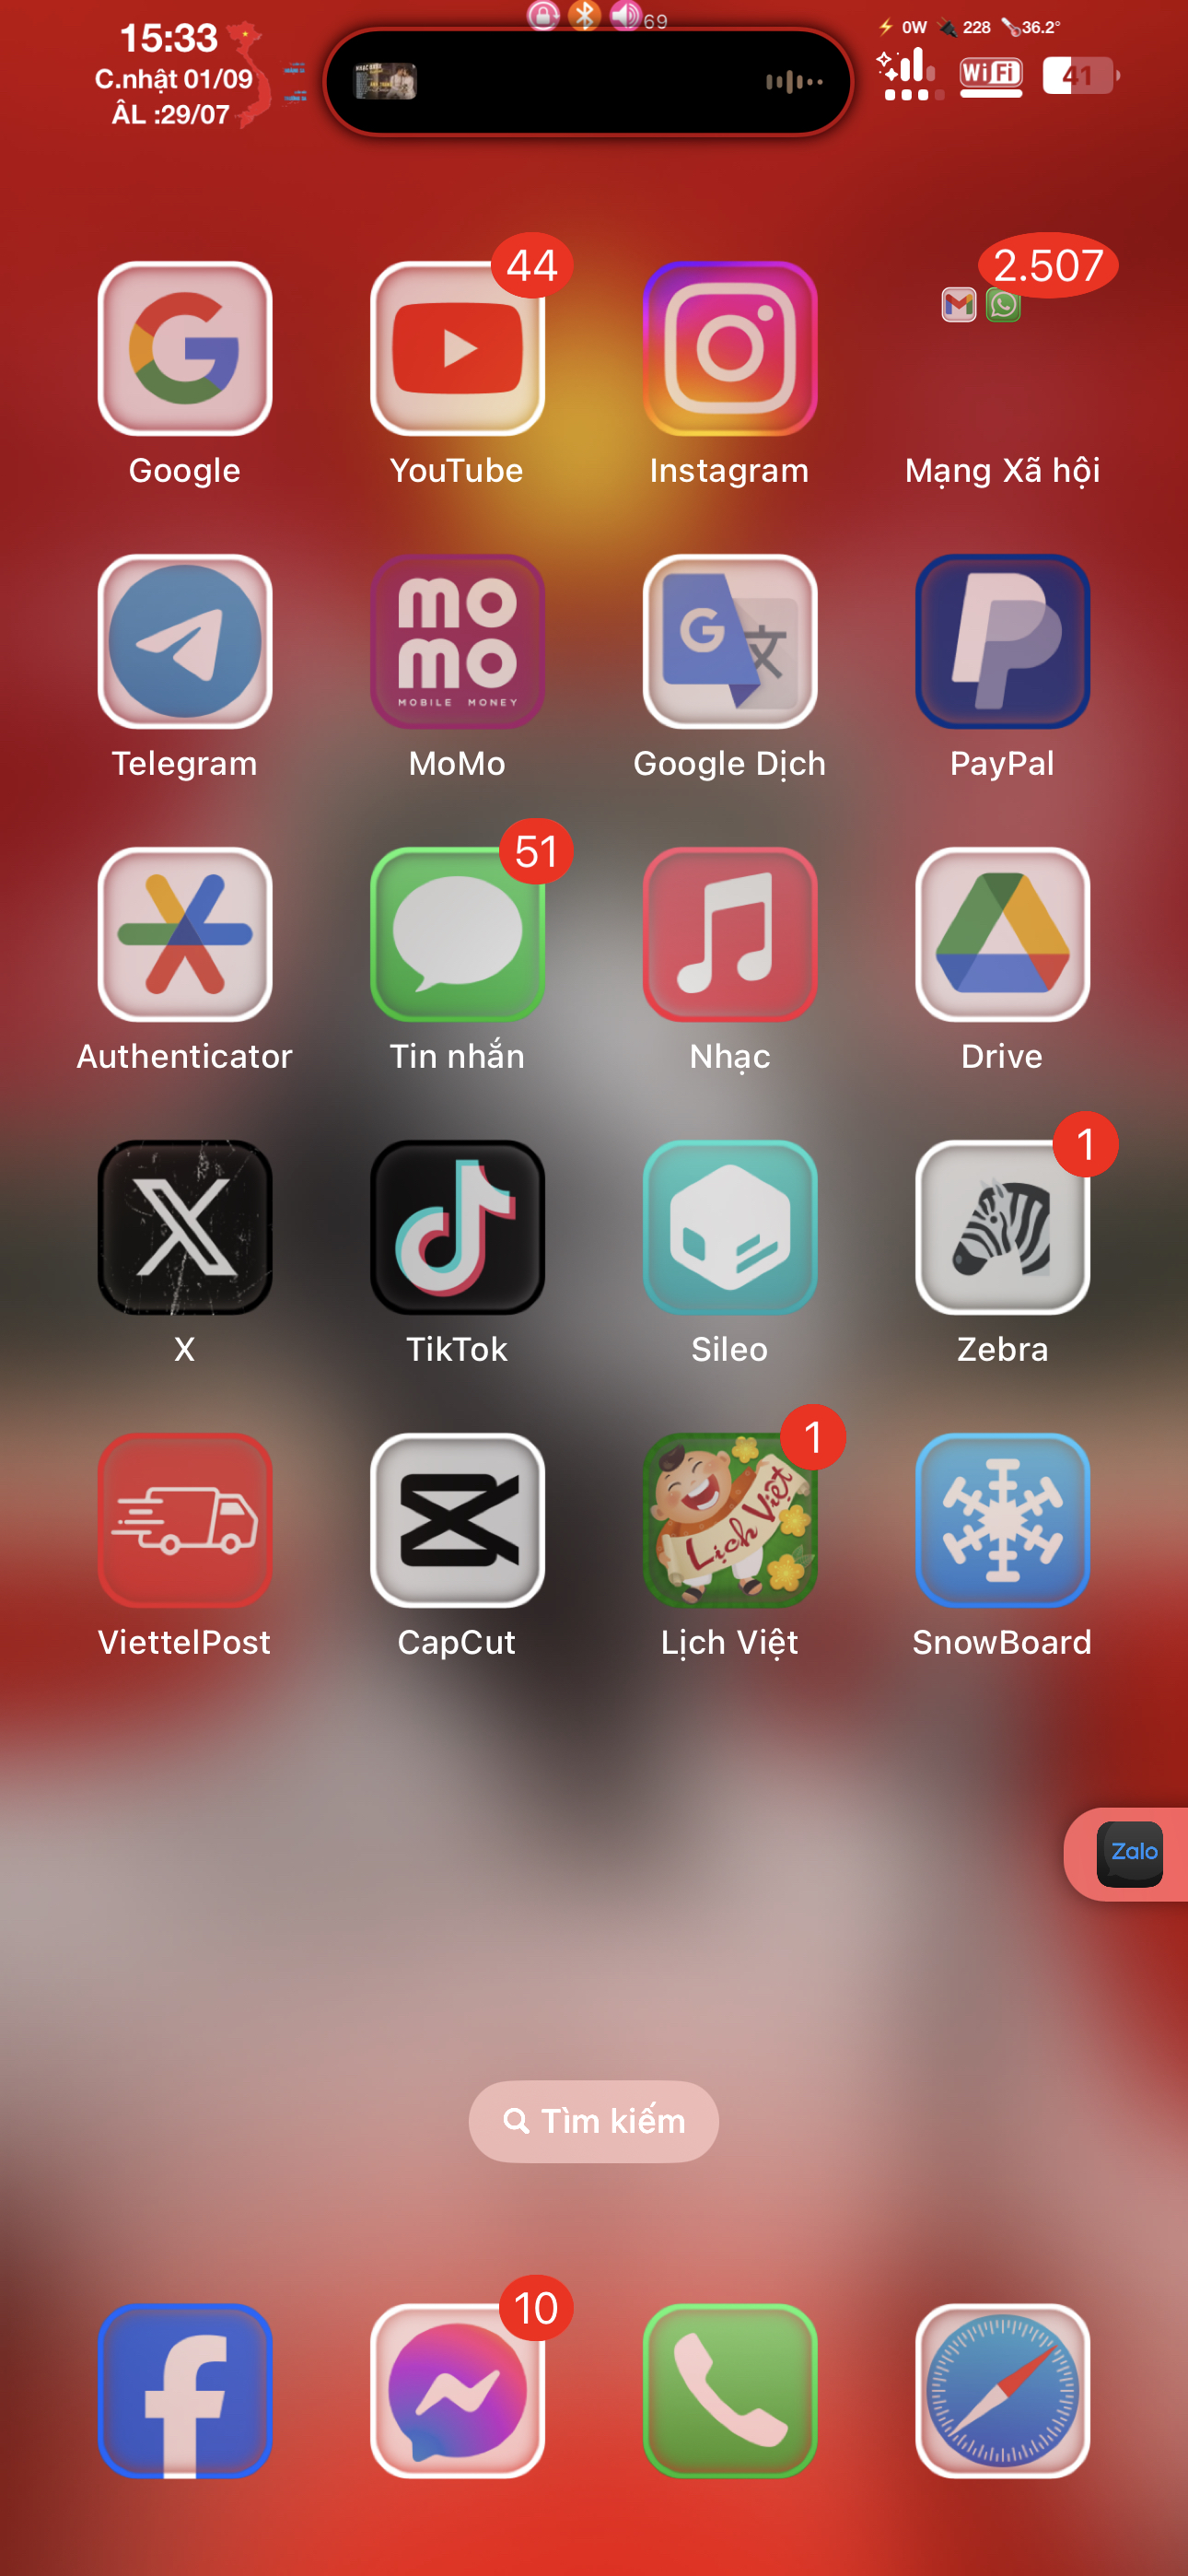 15:33
C.nhật 01/09
ÂL :29/07
69
0W 228 36.2°
WiFi
41
44
2.507
Google
YouTube
Instagram
Mạng Xã hội
mo
mo
MOBILE MONEY
G 文
Telegram
MoMo
Google Dịch
PayPal
51
Authenticator
Tin nhắn
Nhạc
Drive
1
X
TikTok
Sileo
Zebra
1
Lịch Việt
ViettelPost
CapCut
Lịch Việt
SnowBoard
Zalo
Tìm kiếm
10